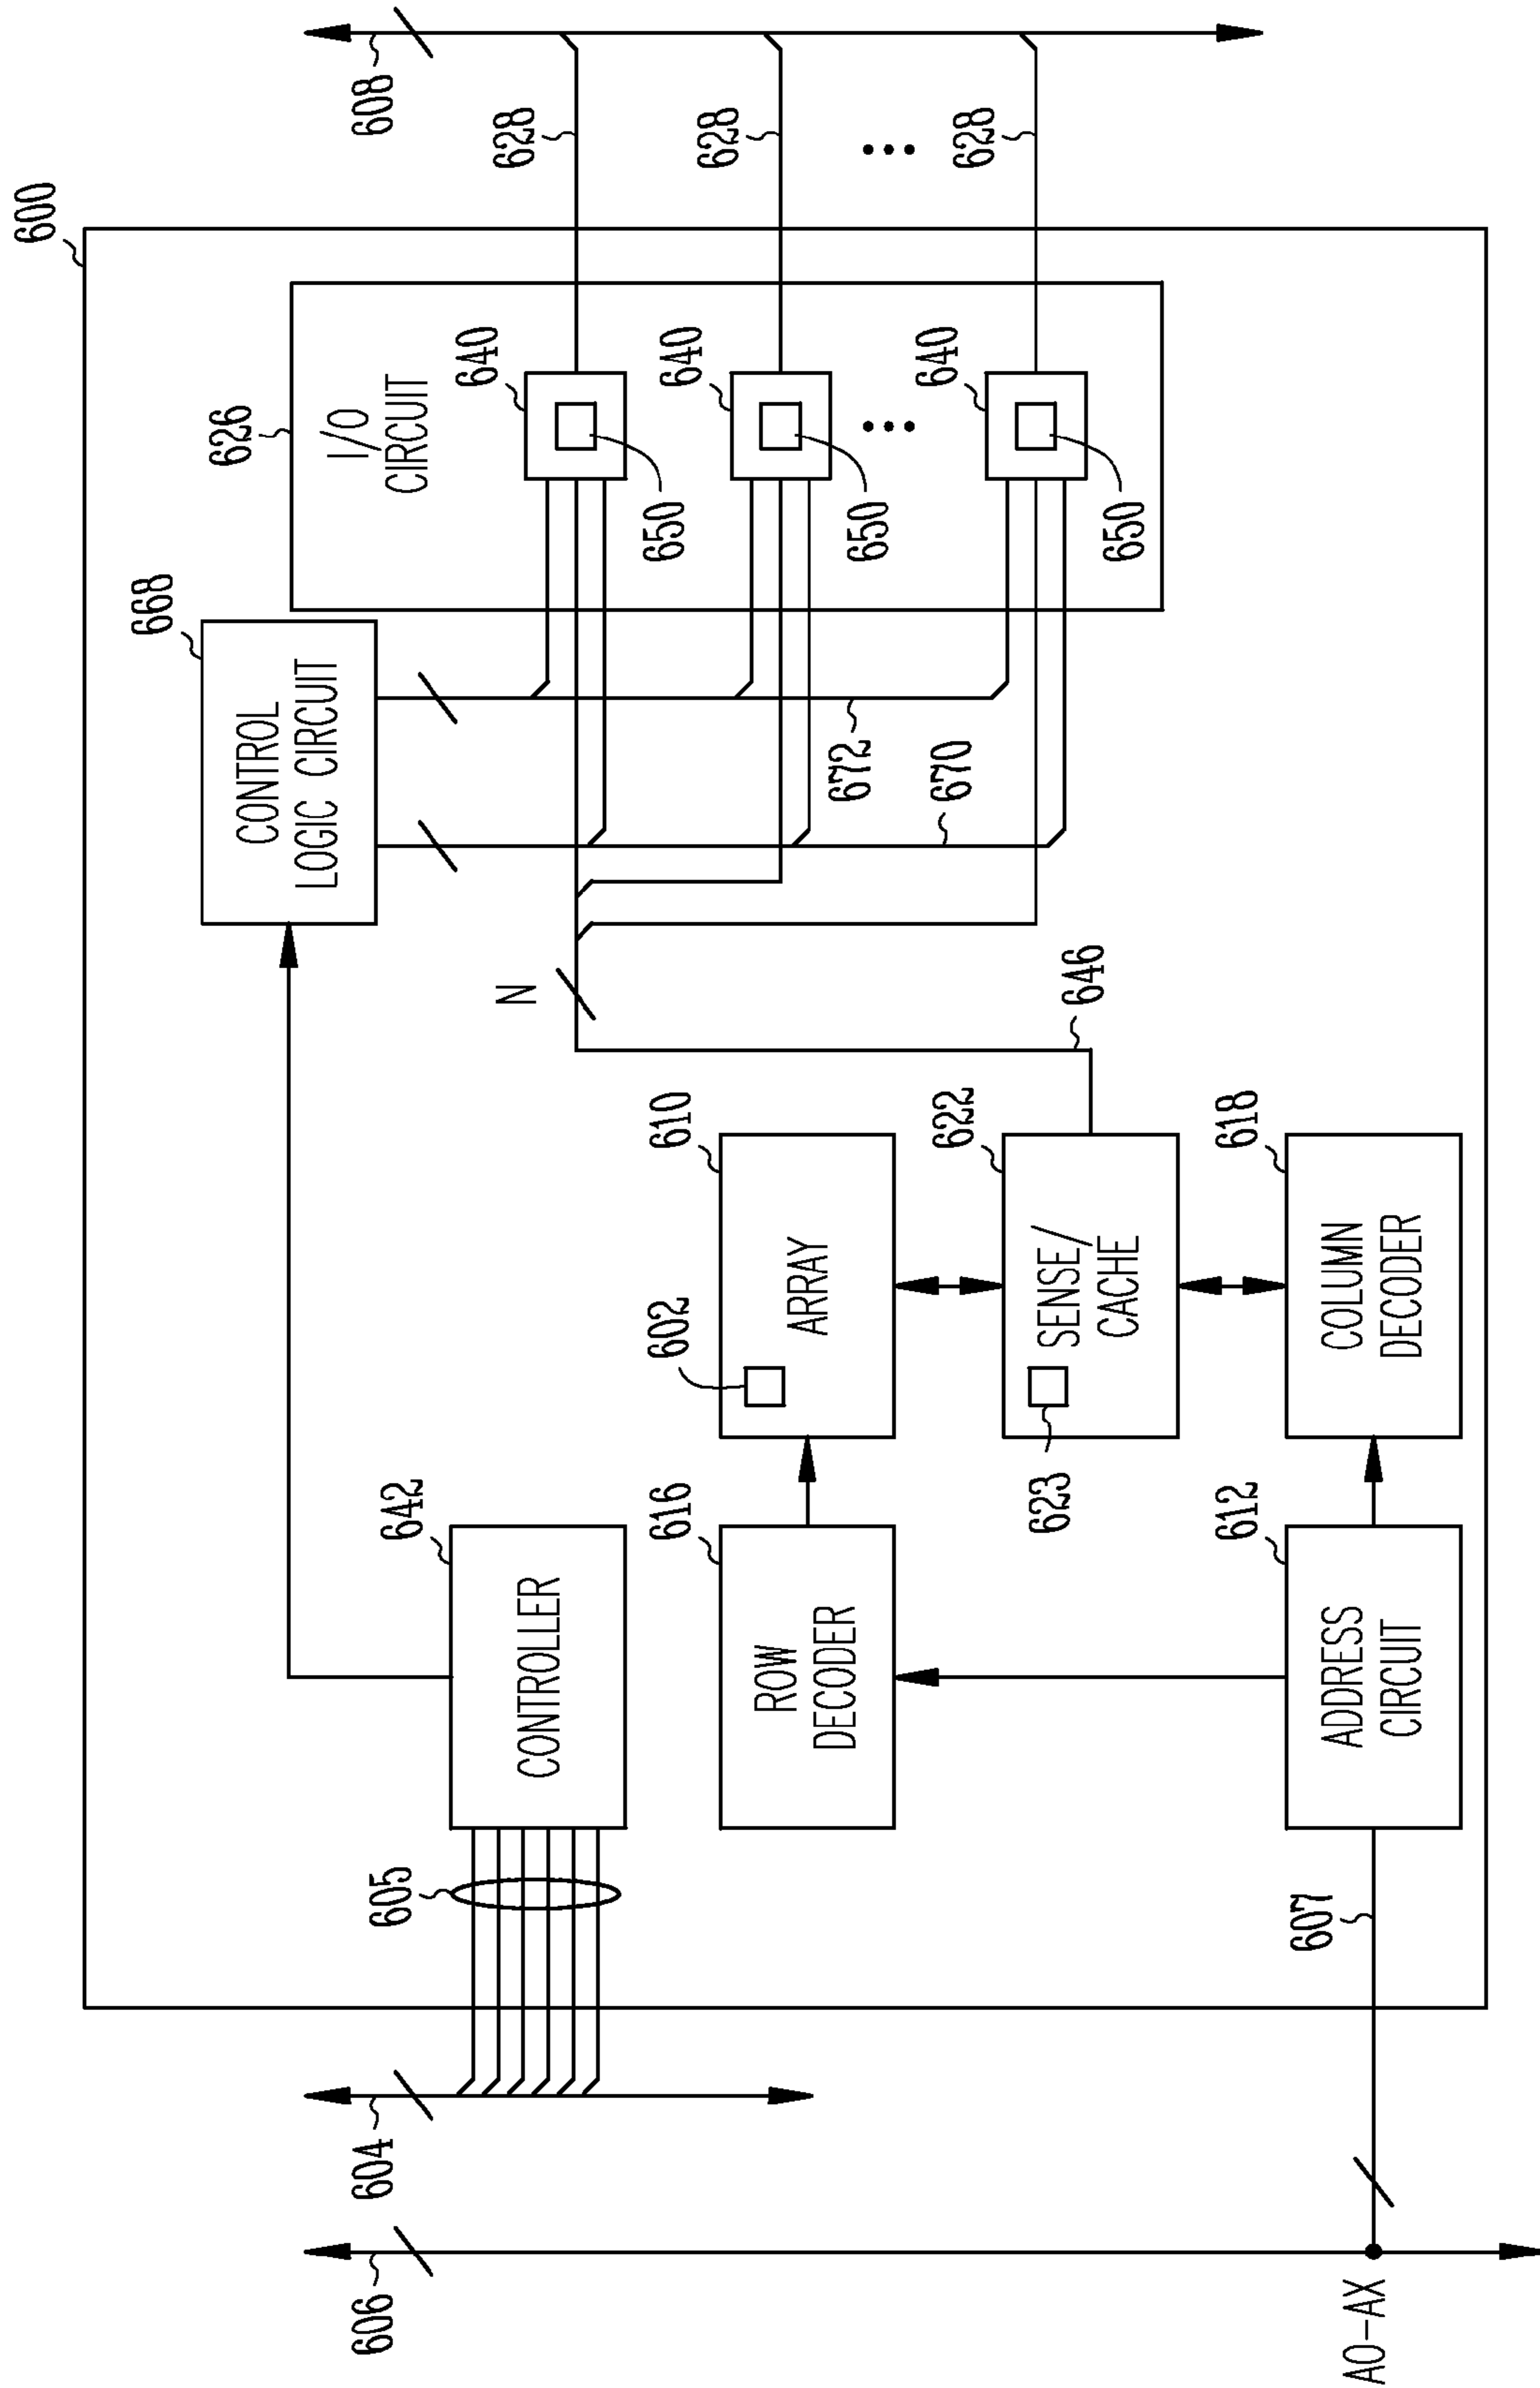 600
668
CONTROL
LOGIC CIRCUIT
626
I/O
CIRCUIT
606
604
605
642
CONTROLLER
608
N
640
628
650
616
ROW
DECODER
602
610
ARRAY
640
628
650
672
670
640
628
650
623
622
SENSE/
CACHE
646
607
612
ADDRESS
CIRCUIT
618
COLUMN
DECODER
A0-AX